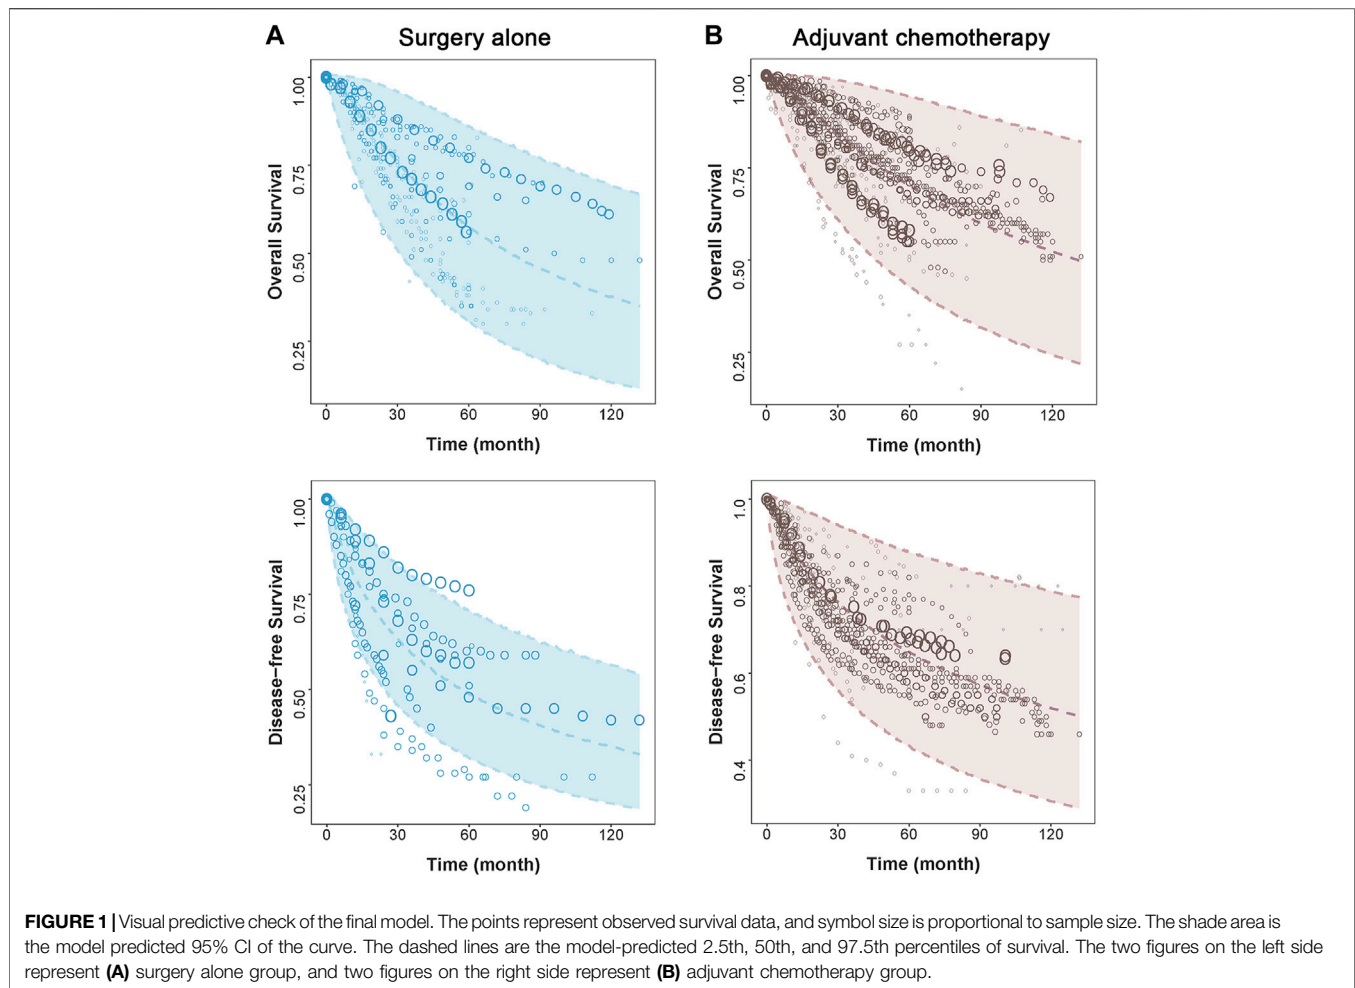 A Surgery alone
B Adjuvant chemotherapy
Overall Survival
1.00
0.75
0.50
0.25
0 30 60 90 120
Time (month)
Overall Survival
1.00
0.75
0.50
0.25
0 30 60 90 120
Time (month)
Disease–free Survival
1.00
0.75
0.50
0.25
0 30 60 90 120
Time (month)
Disease–free Survival
1.0
0.8
0.6
0.4
0 30 60 90 120
Time (month)
FIGURE 1 | Visual predictive check of the final model. The points represent observed survival data, and symbol size is proportional to sample size. The shade area is
the model predicted 95% CI of the curve. The dashed lines are the model-predicted 2.5th, 50th, and 97.5th percentiles of survival. The two figures on the left side
represent (A) surgery alone group, and two figures on the right side represent (B) adjuvant chemotherapy group.